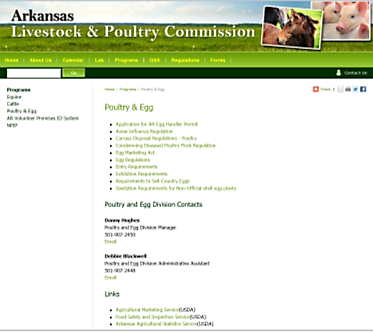 Arkansas
Livestock & Poultry Commission
Home | About Us | Calendar | Lab | Programs | QSA | Regulations | Forms
Go
Contact Us
Programs
Equine
Cattle
Poultry & Egg
AR Volunteer Premises ID System
NPIP
Home > Programs > Poultry & Egg
Share
Poultry & Egg
Application for AR Egg Handler Permit
Avian Influenza Regulation
Carcass Disposal Regulations - Poultry
Condemning Diseased Poultry Flock Regulation
Egg Marketing Act
Egg Regulations
Entry Requirements
Exhibition Requirements
Requirements to Sell Country Eggs
Sanitation Requirements for Non-Official shell egg plants
Poultry and Egg Division Contacts
Danny Hughes
Poultry and Egg Division Manager
501-907-2450
Email
Debbie Blackwell
Poultry and Egg Division Administrative Assistant
501-907-2448
Email
Links
Agricultural Marketing Service(USDA)
Food Safety and Inspection Service(USDA)
Arkansas Agricultural Statistics Service(USDA)